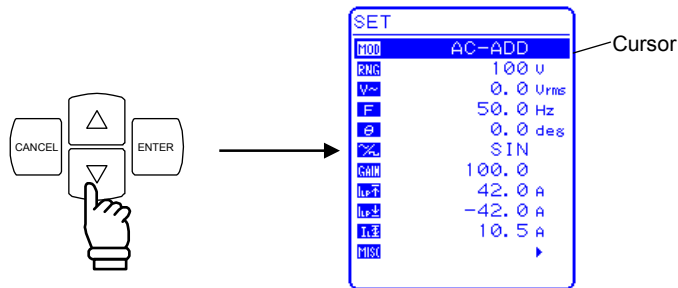 SET
MOD AC-ADD
Cursor
RNG 100 V
V~ 0.0 Vrms
F 50.0 Hz
θ 0.0 deg
SIN
GAIN 100.0
42.0 A
-42.0 A
10.5 A
MISC
CANCEL
ENTER